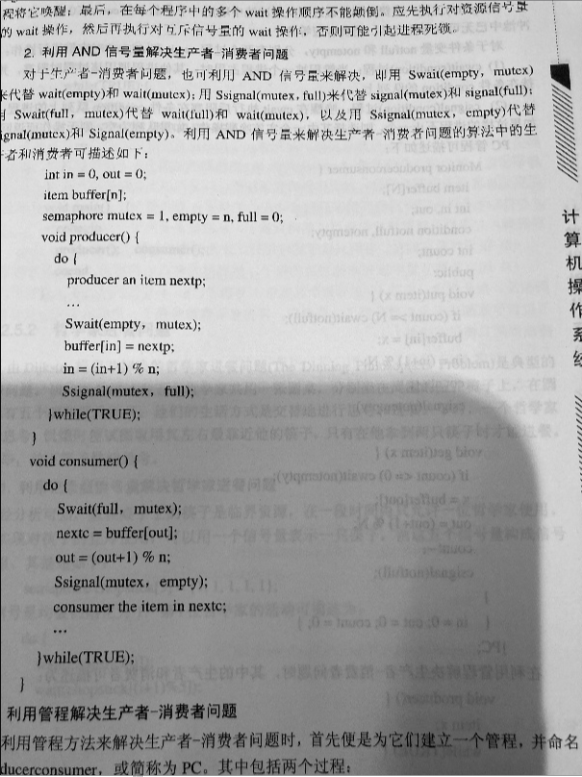 程将它唤醒;最后,在每个程序中的多个 wait 操作顺序不能颠倒,应先执行对资源信号量
的 wait 操作,然后再执行对互斥信号量的 wait 操作,否则可能引起进程死锁。
2. 利用 AND 信号量解决生产者-消费者问题
对于生产者-消费者问题,也可利用 AND 信号量来解决,即用 Swait(empty,mutex)
来代替 wait(empty)和 wait(mutex);用 Ssignal(mutex, full)来代替 signal(mutex)和 signal(full);
用 Swait(full,mutex)代替 wait(full)和 wait(mutex),以及用 Ssignal(mutex,empty)代替
ignal(mutex)和 Signal(empty)。利用 AND 信号量来解决生产者-消费者问题的算法中的生
产者和消费者可描述如下:
int in = 0, out = 0;
item buffer[n];
semaphore mutex = 1, empty = n, full = 0;
void producer() {
do {
producer an item nextp;
…
Swait(empty,mutex);
buffer[in] = nextp;
in = (in+1) % n;
Ssignal(mutex,full);
}while(TRUE);
}
void consumer() {
do {
Swait(full,mutex);
nextc = buffer[out];
out = (out+1) % n;
Ssignal(mutex,empty);
consumer the item in nextc;
…
}while(TRUE);
}
利用管程解决生产者-消费者问题
利用管程方法来解决生产者-消费者问题时,首先便是为它们建立一个管程,并命名
ducerconsumer,或简称为 PC。其中包括两个过程:
计算机操作系统